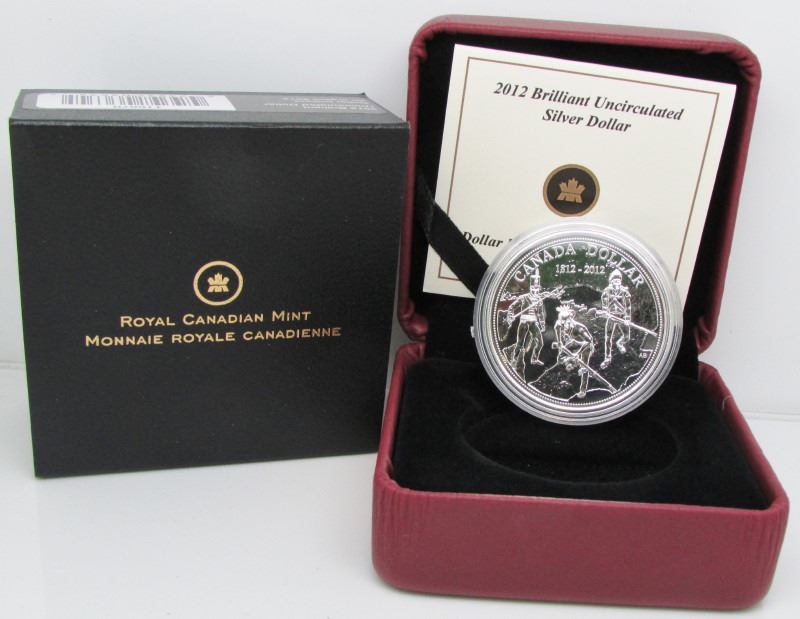 ROYAL CANADIAN MINT
MONNAIE ROYALE CANADIENNE
2012 Brilliant Uncirculated
Silver Dollar
Dollar
CANADA DOLLAR
1812 - 2012